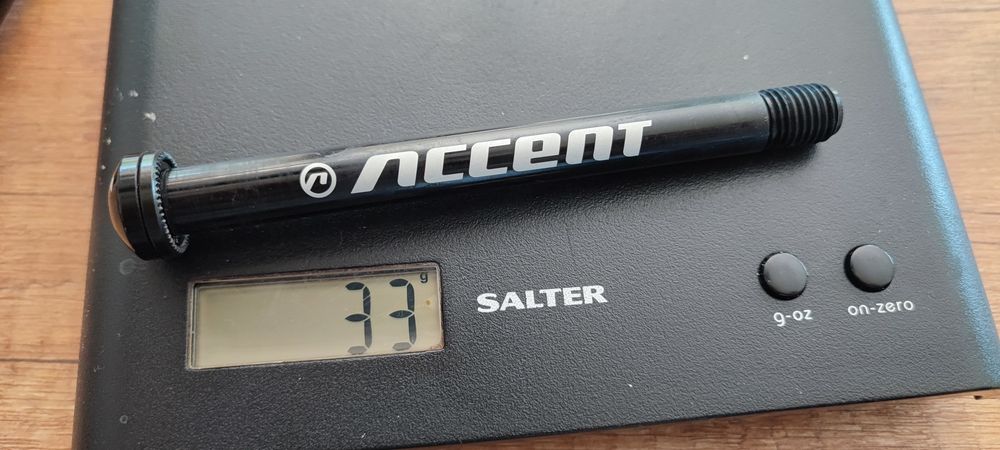 Accent
33 g
SALTER
g-oz
on-zero